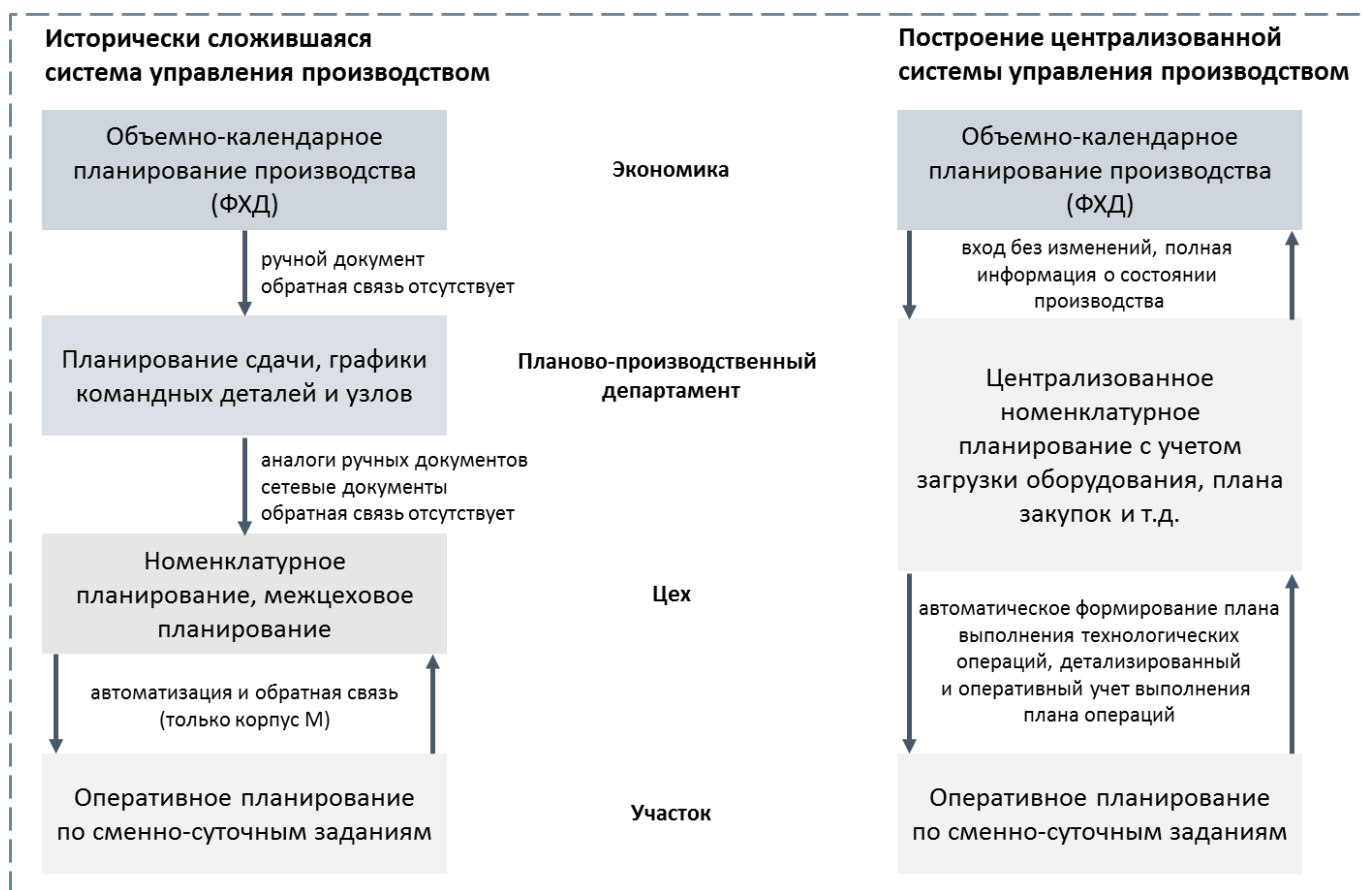 Исторически сложившаяся
система управления производством
Объемно-календарное
планирование производства
(ФХД)
ручной документ
обратная связь отсутствует
Планирование сдачи, графики
командных деталей и узлов
аналоги ручных документов
сетевые документы
обратная связь отсутствует
Номенклатурное
планирование, межцеховое
планирование
автоматизация и обратная связь
(только корпус М)
Оперативное планирование
по сменно-суточным заданиям
Экономика
Планово-производственный
департамент
Цех
Участок
Построение централизованной
системы управления производством
Объемно-календарное
планирование производства
(ФХД)
вход без изменений, полная
информация о состоянии
производства
Централизованное
номенклатурное
планирование с учетом
загрузки оборудования, плана
закупок и т.д.
автоматическое формирование плана
выполнения технологических
операций, детализированный
и оперативный учет выполнения
плана операций
Оперативное планирование
по сменно-суточным заданиям